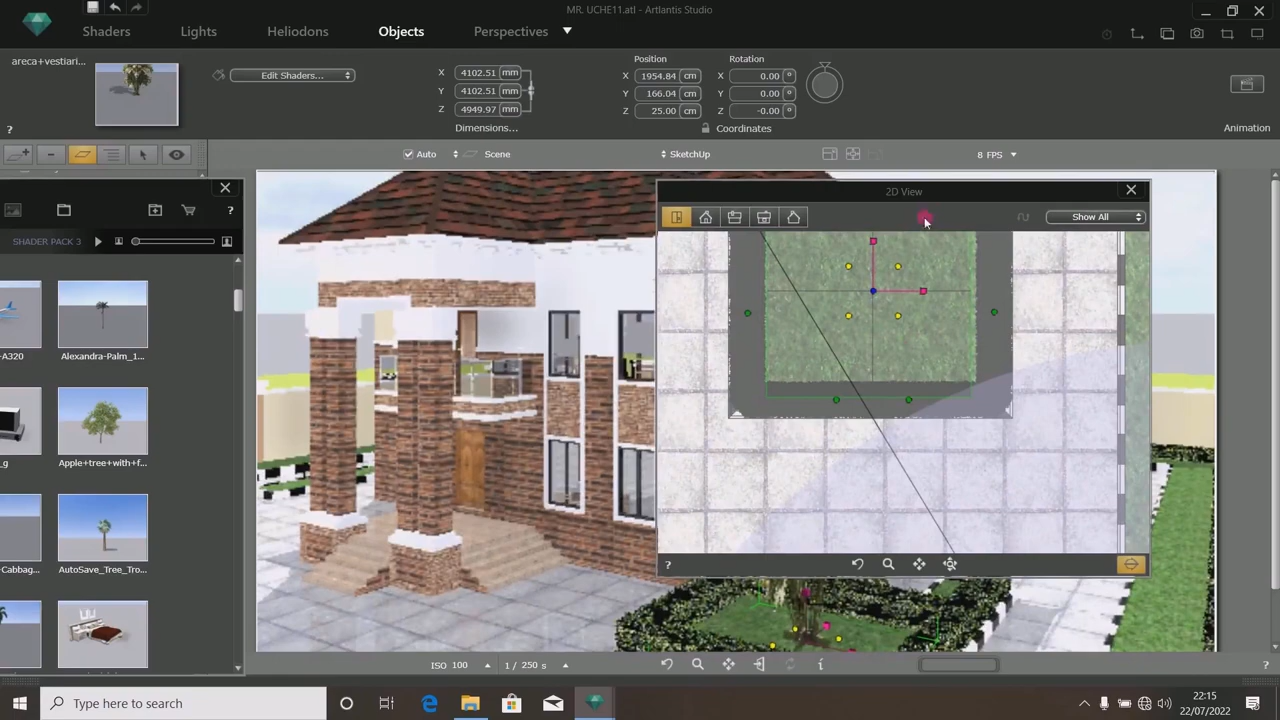 MR. UCHE11.atl - Artlantis Studio
Shaders
Lights
Heliodons
Objects
Perspectives
areca+vestiari...
Edit Shaders...
X 4102.51 mm
Y 4102.51 mm
Z 4949.97 mm
Dimensions...
Position
X 1954.84 cm
Y 166.04 cm
Z 25.00 cm
Rotation
X 0.00 °
Y 0.00 °
Z -0.00 °
Coordinates
?
Animation
Auto
Scene
SketchUp
8 FPS
2D View
?
SHADER PACK 3
Show All
-A320
Alexandra-Palm_1...
_g
Apple+tree+with+f...
-Cabbag...
AutoSave_Tree_Tro...
?
ISO 100
1 / 250 s
?
Type here to search
22:15
22/07/2022